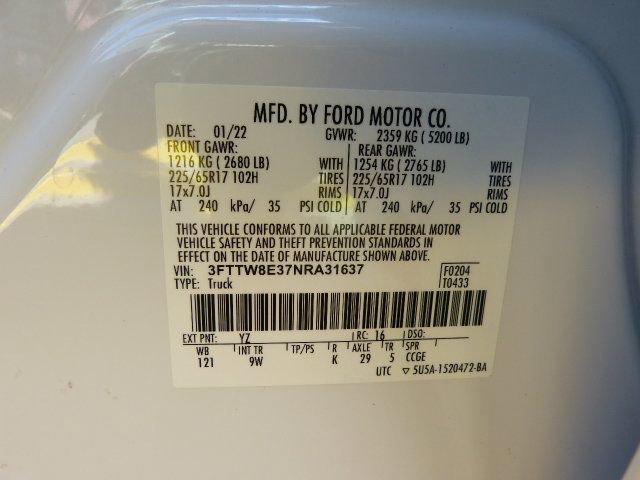 MFD. BY FORD MOTOR CO.
DATE: 01/22 GVWR: 2359 KG ( 5200 LB)
FRONT GAWR: REAR GAWR:
1216 KG ( 2680 LB) WITH 1254 KG ( 2765 LB) WITH
225/65R17 102H TIRES 225/65R17 102H TIRES
17x7.0J RIMS 17x7.0J RIMS
AT 240 kPa/ 35 PSI COLD AT 240 kPa/ 35 PSI COLD
THIS VEHICLE CONFORMS TO ALL APPLICABLE FEDERAL MOTOR
VEHICLE SAFETY AND THEFT PREVENTION STANDARDS IN
EFFECT ON THE DATE OF MANUFACTURE SHOWN ABOVE.
VIN: 3FTTW8E37NRA31637 F0204
TYPE: Truck T0433
EXT PNT: YZ RC: 16 DSO:
WB INT TR TP/PS R AXLE TR SPR
121 9W K 29 5 CCGE
UTC 5U5A-1520472-BA